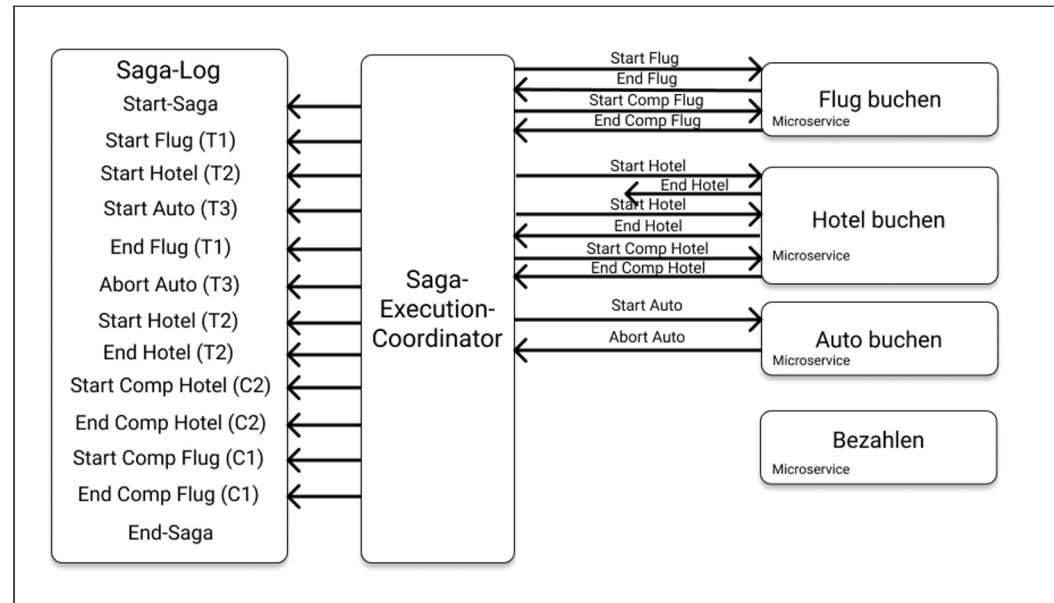 Saga-Log
Start-Saga
Start Flug (T1)
Start Hotel (T2)
Start Auto (T3)
End Flug (T1)
Abort Auto (T3)
Start Hotel (T2)
End Hotel (T2)
Start Comp Hotel (C2)
End Comp Hotel (C2)
Start Comp Flug (C1)
End Comp Flug (C1)
End-Saga
Saga-
Execution-
Coordinator
Start Flug
End Flug
Start Comp Flug
End Comp Flug
Start Hotel
End Hotel
Start Hotel
End Hotel
Start Comp Hotel
End Comp Hotel
Start Auto
Abort Auto
Flug buchen
Microservice
Hotel buchen
Microservice
Auto buchen
Microservice
Bezahlen
Microservice